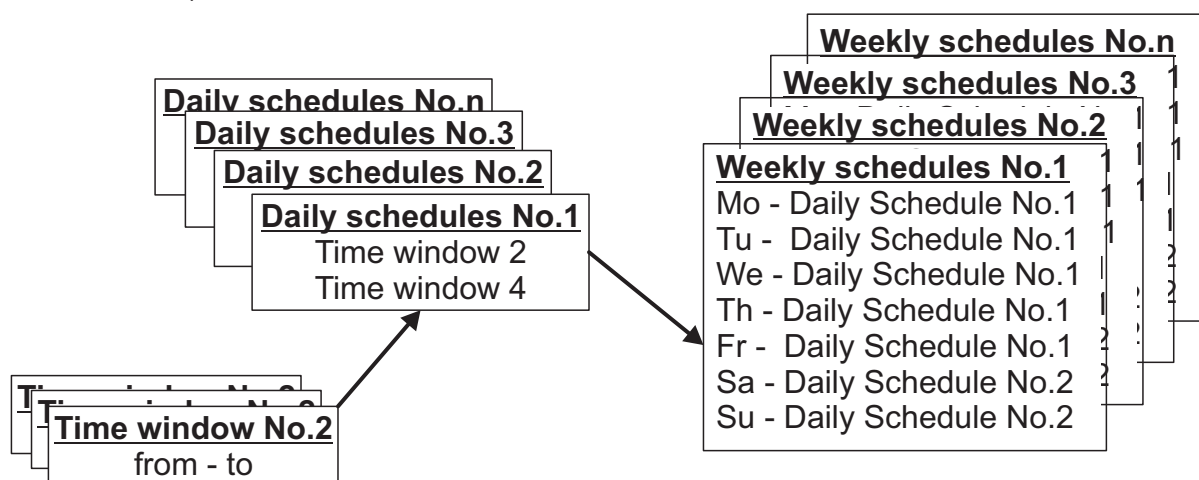 Weekly schedules No.n
Weekly schedules No.3
Weekly schedules No.2
Weekly schedules No.1
Mo - Daily Schedule No.1
Tu - Daily Schedule No.1
We - Daily Schedule No.1
Th - Daily Schedule No.1
Fr - Daily Schedule No.1
Sa - Daily Schedule No.2
Su - Daily Schedule No.2
Daily schedules No.n
Daily schedules No.3
Daily schedules No.2
Daily schedules No.1
Time window 2
Time window 4
Time window No.2
from - to